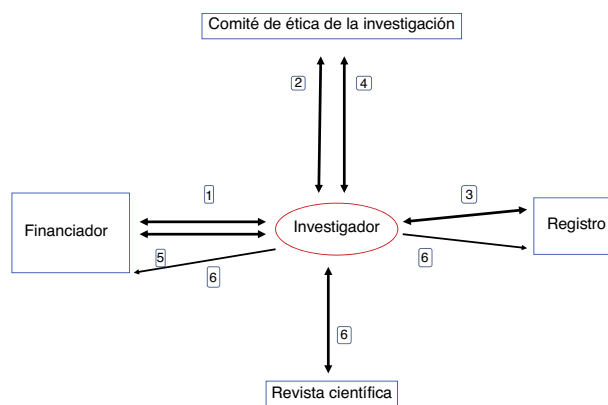 Comité de ética de la investigación
2
4
1
3
Financiador
Investigador
Registro
5
6
6
6
Revista científica